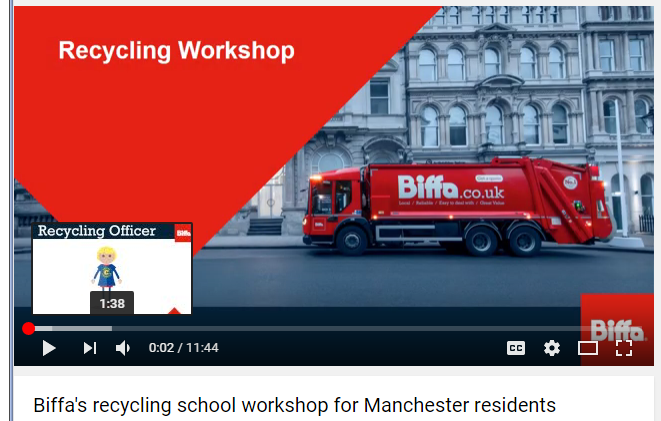 Recycling Workshop
Biffa.co.uk
Recycling Officer
Biffa
1:38
Biffa
0:02 / 11:44
CC
Biffa's recycling school workshop for Manchester residents